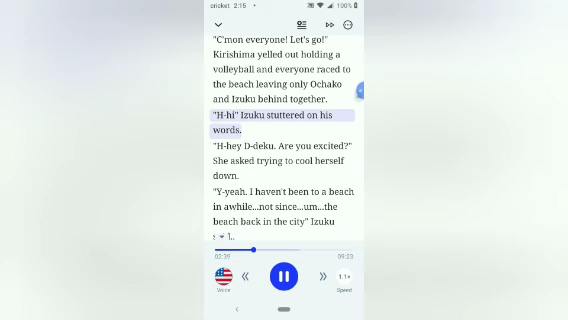 cricket 2:15
100%
"C'mon everyone! Let's go!"
Kirishima yelled out holding a
volleyball and everyone raced to
the beach leaving only Ochako
and Izuku behind together.
"H-hi" Izuku stuttered on his
words.
"H-hey D-deku. Are you excited?"
She asked trying to cool herself
down.
"Y-yeah. I haven't been to a beach
in awhile...not since...um...the
beach back in the city" Izuku
02:39 09:23
1.1×
Voice Speed